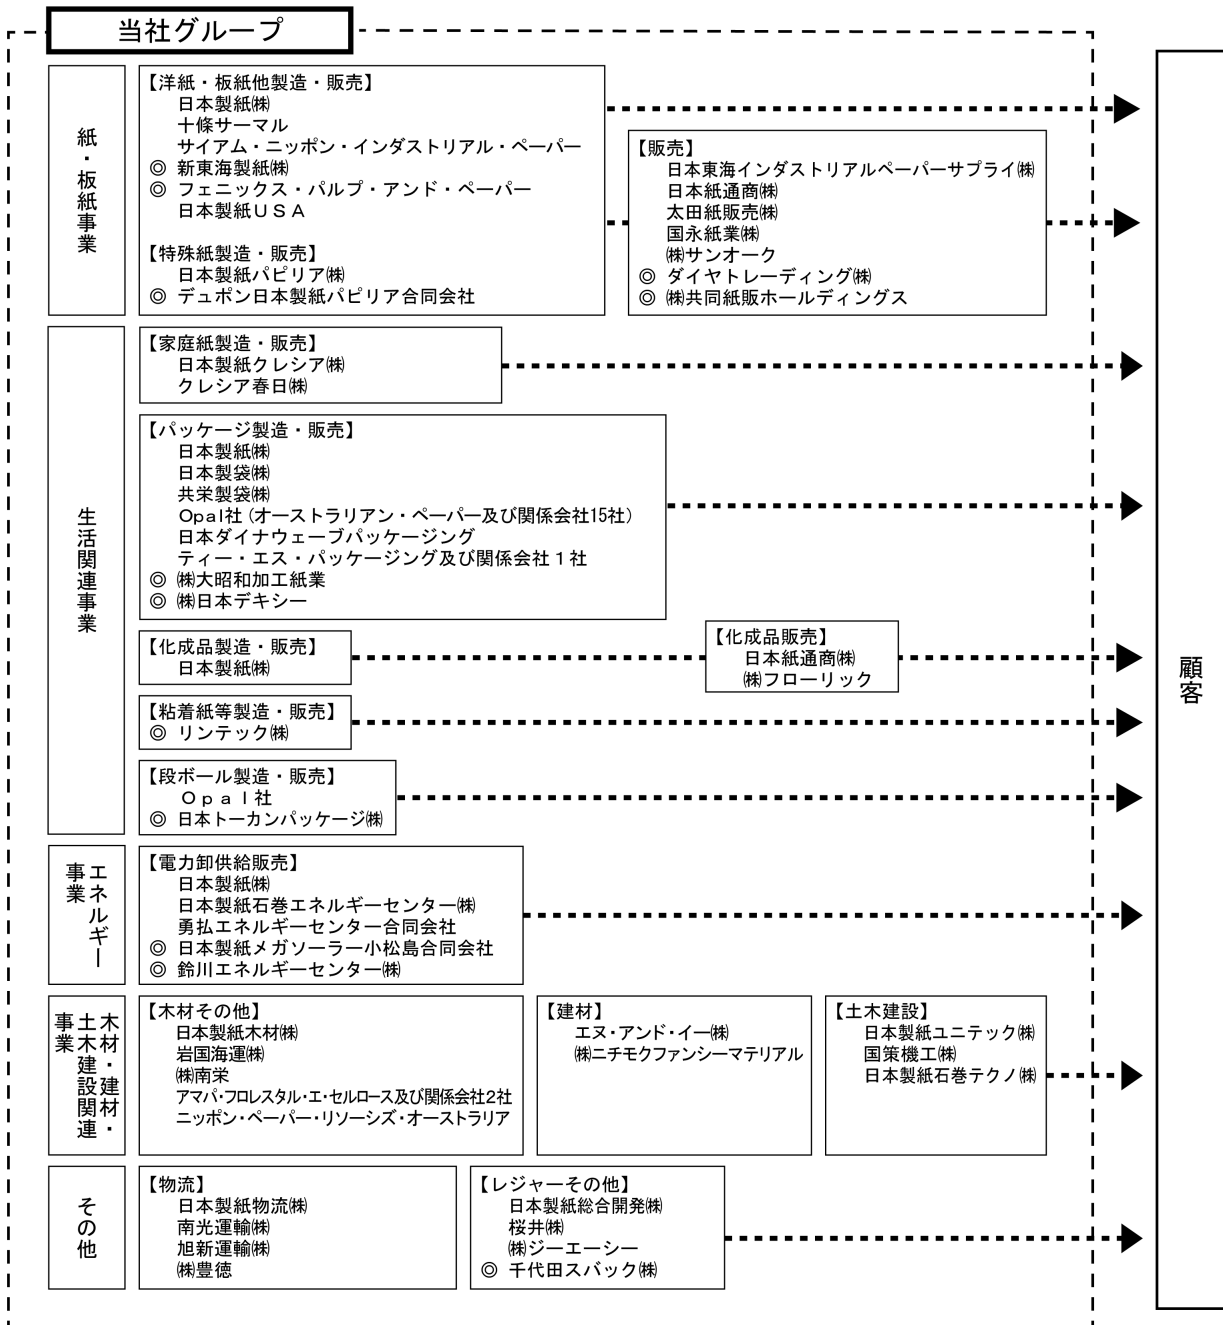 当社グループ
紙・板紙事業
【洋紙・板紙他製造・販売】
日本製紙㈱
十條サーマル
サイアム・ニッポン・インダストリアル・ペーパー
◎ 新東海製紙㈱
◎ フェニックス・パルプ・アンド・ペーパー
日本製紙ＵＳＡ
【特殊紙製造・販売】
日本製紙パピリア㈱
◎ デュポン日本製紙パピリア合同会社
【販売】
日本東海インダストリアルペーパーサプライ㈱
日本紙通商㈱
太田紙販売㈱
国永紙業㈱
㈱サンオーク
◎ ダイヤトレーディング㈱
◎ ㈱共同紙販ホールディングス
生活関連事業
【家庭紙製造・販売】
日本製紙クレシア㈱
クレシア春日㈱
【パッケージ製造・販売】
日本製紙㈱
日本製袋㈱
共栄製袋㈱
Opal社（オーストラリアン・ペーパー及び関係会社15社）
日本ダイナウェーブパッケージング
ティー・エス・パッケージング及び関係会社１社
◎ ㈱大昭和加工紙業
◎ ㈱日本デキシー
【化成品製造・販売】
日本製紙㈱
【化成品販売】
日本紙通商㈱
㈱フローリック
【粘着紙等製造・販売】
◎ リンテック㈱
【段ボール製造・販売】
Ｏｐａｌ社
◎ 日本トーカンパッケージ㈱
エネルギー
事業
【電力卸供給販売】
日本製紙㈱
日本製紙石巻エネルギーセンター㈱
勇払エネルギーセンター合同会社
◎ 日本製紙メガソーラー小松島合同会社
◎ 鈴川エネルギーセンター㈱
木材・建材・
土木建設関連
事業
【木材その他】
日本製紙木材㈱
岩国海運㈱
㈱南栄
アマパ・フロレスタル・エ・セルロース及び関係会社2社
ニッポン・ペーパー・リソーシズ・オーストラリア
【建材】
エヌ・アンド・イー㈱
㈱ニチモクファンシーマテリアル
【土木建設】
日本製紙ユニテック㈱
国策機工㈱
日本製紙石巻テクノ㈱
その他
【物流】
日本製紙物流㈱
南光運輸㈱
旭新運輸㈱
㈱豊徳
【レジャーその他】
日本製紙総合開発㈱
桜井㈱
㈱ジーエーシー
◎ 千代田スバック㈱
顧客